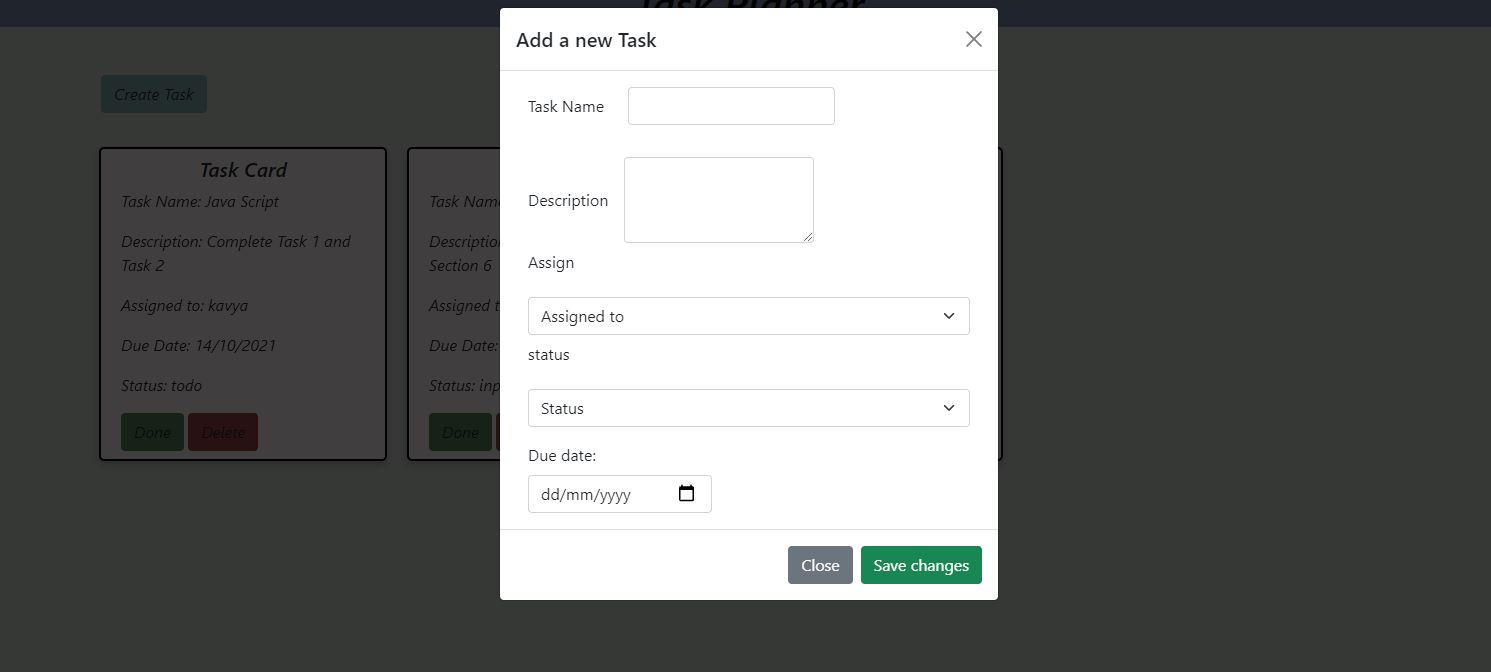 Task Planner
Add a new Task
Create Task
Task Name
Description
Assign
Assigned to
status
Status
Due date:
dd/mm/yyyy
Close Save changes
Task Card
Task Name: Java Script
Description: Complete Task 1 and
Task 2
Assigned to: kavya
Due Date: 14/10/2021
Status: todo
Done Delete
Task Nam
Descriptio
Section 6
Assigned t
Due Date:
Status: inp
Done